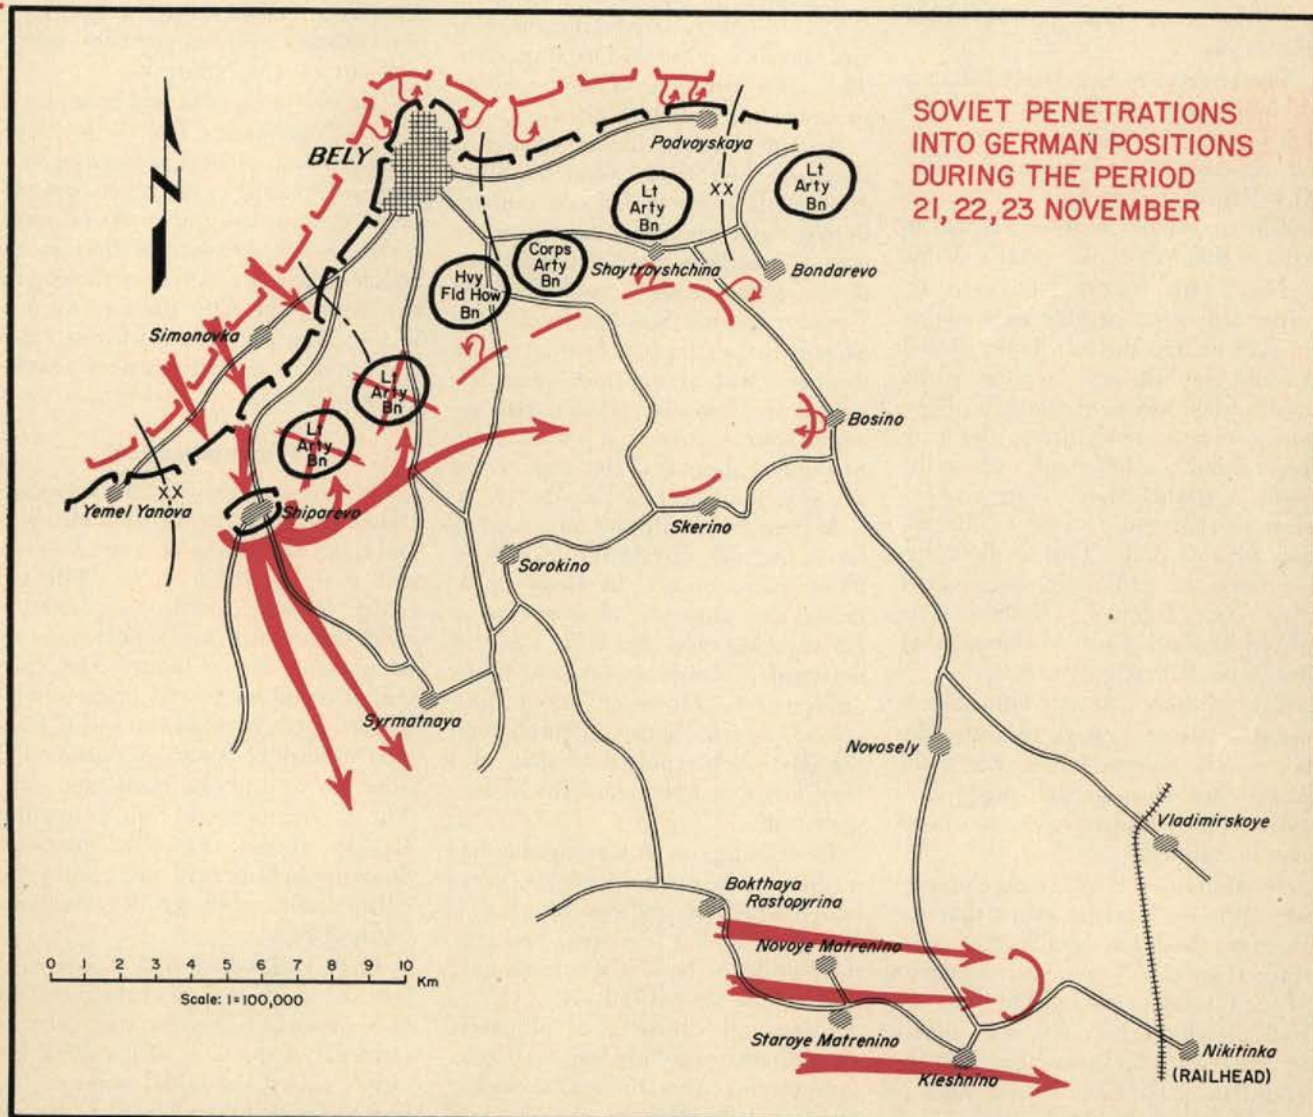 SOVIET PENETRATIONS
INTO GERMAN POSITIONS
DURING THE PERIOD
21, 22, 23 NOVEMBER
N
BELY
Podvoyskaya
XX
Lt
Arty
Bn
Lt
Arty
Bn
Corps
Arty
Bn
Shaytrovshchina
Bondarevo
Hvy
Fld How
Bn
Simonovka
Lt
Arty
Bn
Lt
Arty
Bn
Bosino
XX
Yemel Yanova
Shiparevo
Skerino
Sorokino
Syrmatnaya
Novosely
Vladimirskoye
Bokthaya
Rastopyrina
Novoye Matrenino
0 1 2 3 4 5 6 7 8 9 10
Km
Scale: 1=100,000
Staroye Matrenino
Kleshnino
Nikitinka
(RAILHEAD)